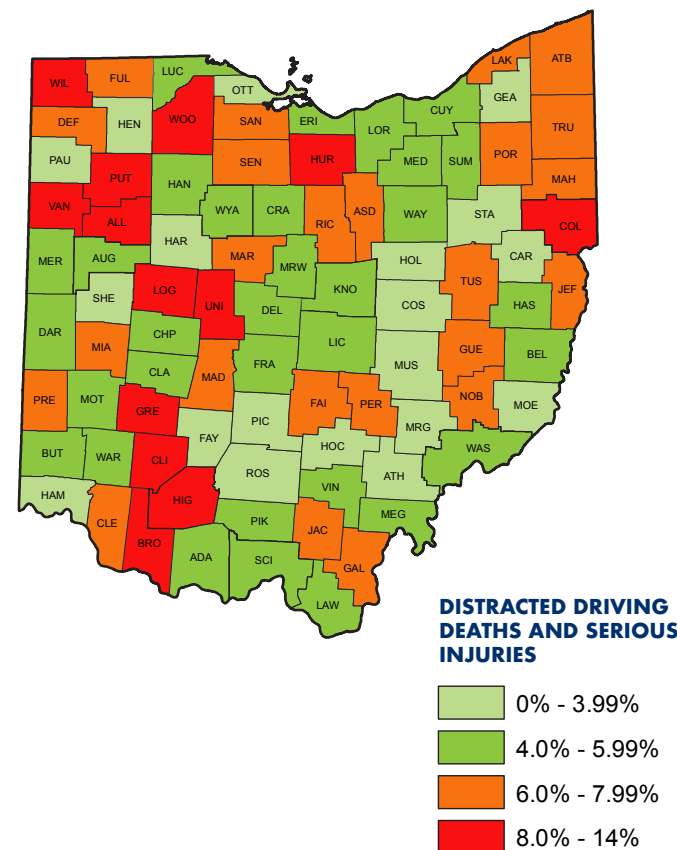 LAK
ATB
WIL
FUL
LUC
OTT
GEA
CUY
DEF
HEN
WOO
SAN
ERI
LOR
TRU
PAU
SEN
HUR
MED
SUM
POR
PUT
HAN
MAH
VAN
ALL
WYA
CRA
RIC
ASD
WAY
STA
COL
HAR
MAR
MRW
HOL
CAR
MER
AUG
TUS
JEF
SHE
LOG
UNI
DEL
KNO
COS
HAS
DAR
CHP
MIA
LIC
GUE
BEL
CLA
MAD
FRA
MUS
PRE
MOT
GRE
FAI
PER
NOB
MOE
PIC
MRG
FAY
BUT
WAR
CLI
HOC
WAS
ROS
ATH
HAM
HIG
VIN
CLE
PIK
MEG
BRO
JAC
ADA
SCI
GAL
LAW
DISTRACTED DRIVING
DEATHS AND SERIOUS
INJURIES
0% - 3.99%
4.0% - 5.99%
6.0% - 7.99%
8.0% - 14%